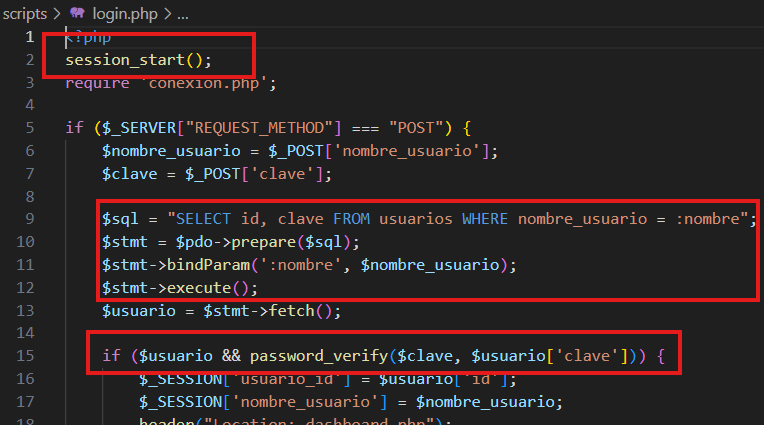 scripts > login.php > ...
1 <?php
2 session_start();
3 require 'conexion.php';
4
5 if ($_SERVER["REQUEST_METHOD"] === "POST") {
6 $nombre_usuario = $_POST['nombre_usuario'];
7 $clave = $_POST['clave'];
8
9 $sql = "SELECT id, clave FROM usuarios WHERE nombre_usuario = :nombre";
10 $stmt = $pdo->prepare($sql);
11 $stmt->bindParam(':nombre', $nombre_usuario);
12 $stmt->execute();
13 $usuario = $stmt->fetch();
14
15 if ($usuario && password_verify($clave, $usuario['clave'])) {
16 $_SESSION['usuario_id'] = $usuario['id'];
17 $_SESSION['nombre_usuario'] = $nombre_usuario;
18 header("Location: dashboard.php");